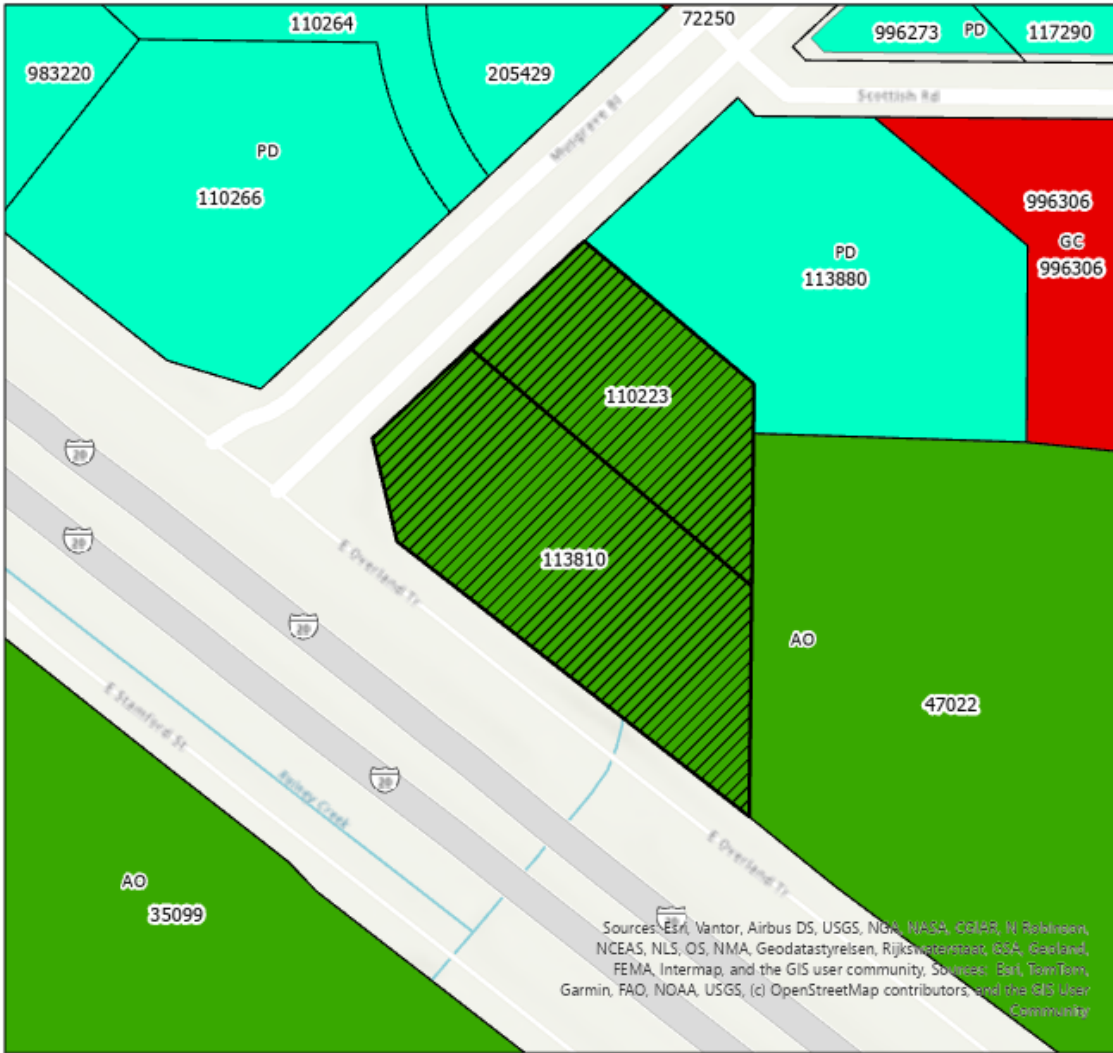 110264
72250
996273
PD
117290
983220
205429
Scottish Rd
Musgrave Bl
PD
110266
996306
GC
996306
PD
113880
110223
20
20
E Overland Tr
113810
20
AO
47022
E Stamford St
20
Rainey Creek
E Overland Tr
AO
35099
20
Sources: Esri, Vantor, Airbus DS, USGS, NGA, NASA, CGIAR, N Robinson,
NCEAS, NLS, OS, NMA, Geodatastyrelsen, Rijkswaterstaat, GSA, Geoland,
FEMA, Intermap, and the GIS user community, Sources: Esri, TomTom,
Garmin, FAO, NOAA, USGS, (c) OpenStreetMap contributors, and the GIS User
Community